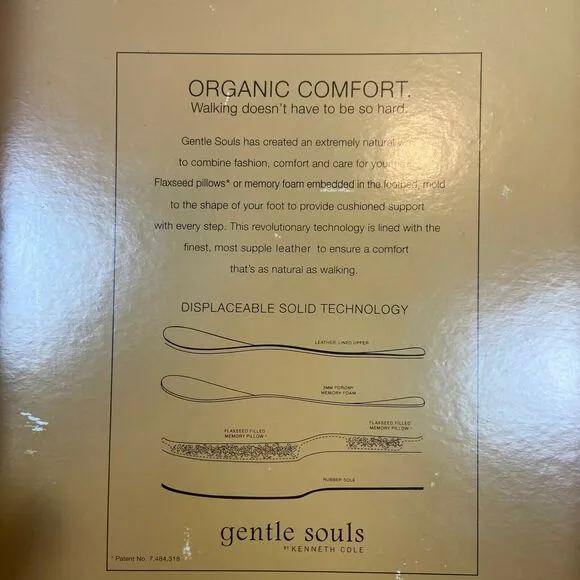 ORGANIC COMFORT.
Walking doesn't have to be so hard.
Gentle Souls has created an extremely natural
to combine fashion, comfort and care for your
Flaxseed pillows* or memory foam embedded in the footbed, mold
to the shape of your foot to provide cushioned support
with every step. This revolutionary technology is lined with the
finest, most supple leather to ensure a comfort
that's as natural as walking.
DISPLACEABLE SOLID TECHNOLOGY
LEATHER LINED UPPER
3MM PORON®
MEMORY FOAM
FLAXSEED FILLED
MEMORY PILLOW*
FLAXSEED FILLED
MEMORY PILLOW*
RUBBER SOLE
gentle souls
BY KENNETH COLE
* Patent No. 7,484,318